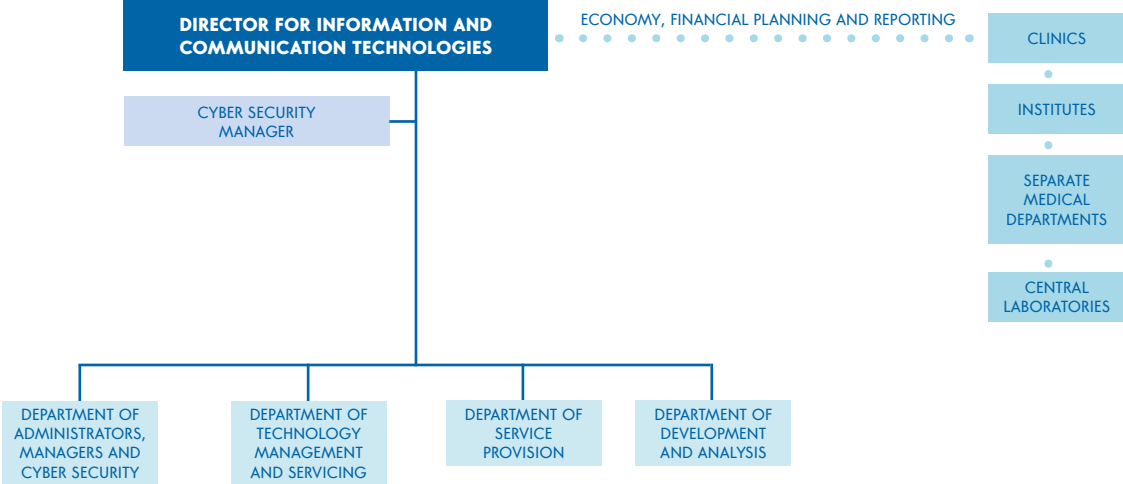 DIRECTOR FOR INFORMATION AND
COMMUNICATION TECHNOLOGIES
ECONOMY, FINANCIAL PLANNING AND REPORTING
CLINICS
CYBER SECURITY
MANAGER
INSTITUTES
SEPARATE
MEDICAL
DEPARTMENTS
CENTRAL
LABORATORIES
DEPARTMENT OF
ADMINISTRATORS,
MANAGERS AND
CYBER SECURITY
DEPARTMENT OF
TECHNOLOGY
MANAGEMENT
AND SERVICING
DEPARTMENT OF
SERVICE
PROVISION
DEPARTMENT OF
DEVELOPMENT
AND ANALYSIS